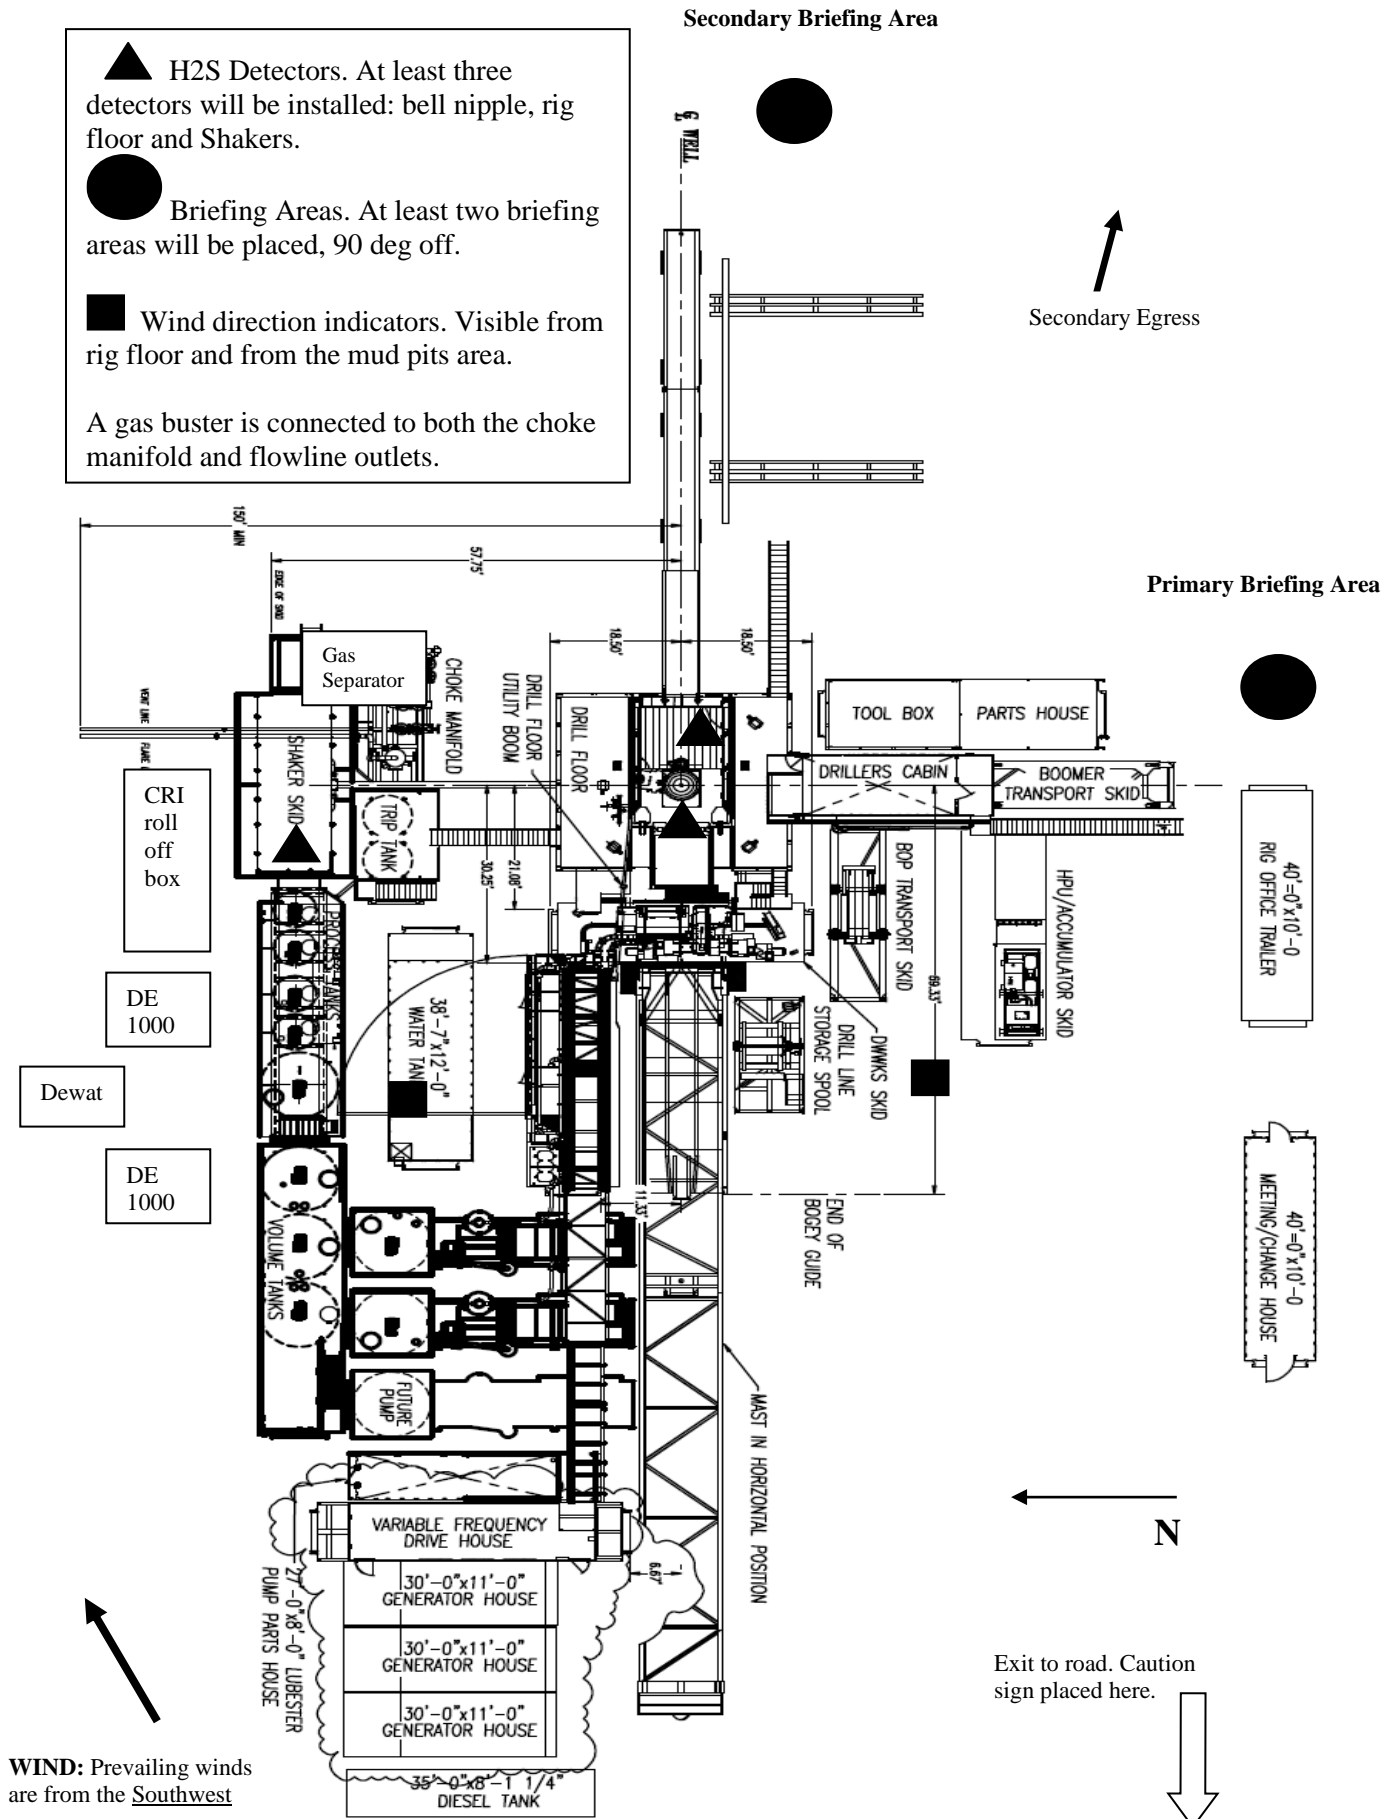 Secondary Briefing Area
H2S Detectors. At least three
detectors will be installed: bell nipple, rig
floor and Shakers.
Briefing Areas. At least two briefing
areas will be placed, 90 deg off.
Wind direction indicators. Visible from
rig floor and from the mud pits area.
A gas buster is connected to both the choke
manifold and flowline outlets.
WELL
Secondary Egress
150' MIN
57.75'
EDGE OF SKID
Primary Briefing Area
18.50'
18.50'
Gas
Separator
CHOKE MANIFOLD
DRILL FLOOR
UTILITY BOOM
DRILL FLOOR
TOOL BOX
PARTS HOUSE
VENT LINE
SHAKER SKID
DRILLERS CABIN
BOOMER
TRANSPORT SKID
CRI
roll
off
box
TRIP TANK
30.25'
21.08'
BOP TRANSPORT SKID
HPU/ACCUMULATOR SKID
40'=0"x10'-0
RIG OFFICE TRAILER
PROCESS TANKS
DE
1000
38'-7"x12'-0"
WATER TANK
69.33'
DWWKS SKID
DRILL LINE
STORAGE SPOOL
Dewat
DE
1000
VOLUME TANKS
11.33'
END OF
BOGEY GUIDE
40'=0"x10'-0
MEETING/CHANGE HOUSE
FUTURE
PUMP
MAST IN HORIZONTAL POSITION
N
VARIABLE FREQUENCY
DRIVE HOUSE
6.67'
27'-0"x8'-0" LUBESTER
PUMP PARTS HOUSE
30'-0"x11'-0"
GENERATOR HOUSE
30'-0"x11'-0"
GENERATOR HOUSE
30'-0"x11'-0"
GENERATOR HOUSE
Exit to road. Caution
sign placed here.
WIND: Prevailing winds
are from the Southwest
35'-0"x8'-1 1/4"
DIESEL TANK